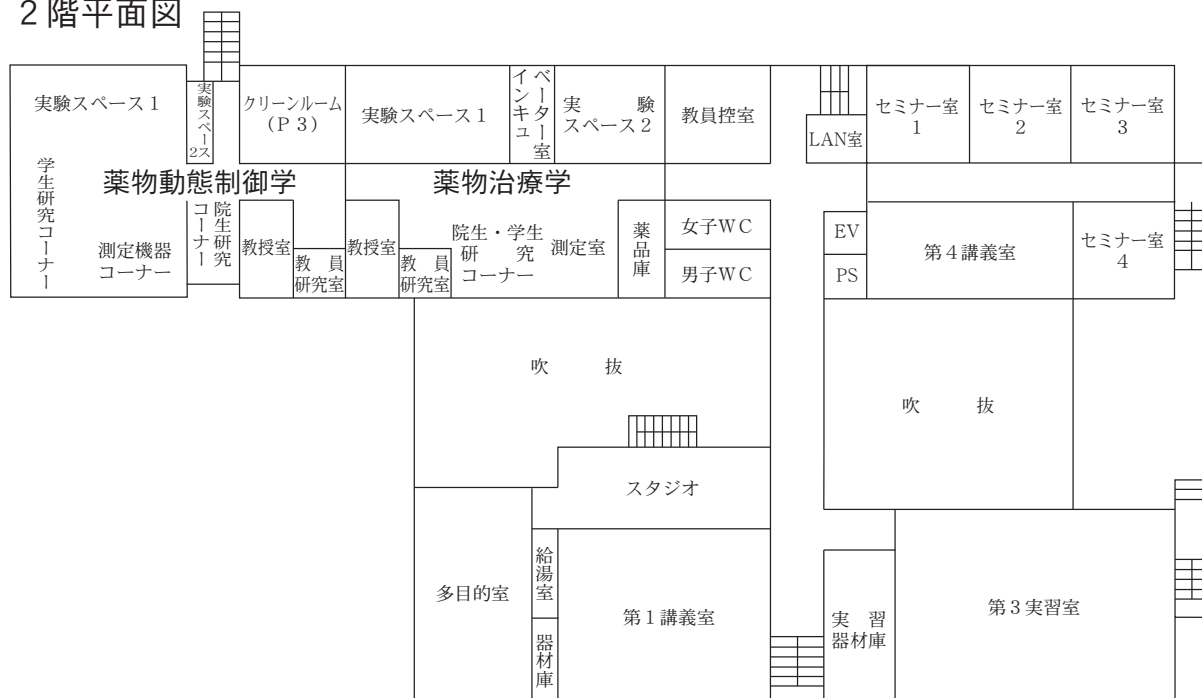 ２階平面図
実験スペース１
実験スペース2
クリーンルーム
（Ｐ３）
実験スペース１
インキュ
ベーター室
実験
スペース２
教員控室
LAN室
セミナー室
1
セミナー室
2
セミナー室
3
学生研究コーナー
薬物動態制御学
薬物治療学
測定機器
コーナー
院生研究
コーナー
教授室
教員
研究室
教授室
教員
研究室
院生・学生
研究
コーナー
測定室
薬品庫
女子ＷＣ
男子ＷＣ
EV
PS
第４講義室
セミナー室
4
吹抜
吹抜
スタジオ
多目的室
給湯室
器材庫
第１講義室
実習
器材庫
第３実習室